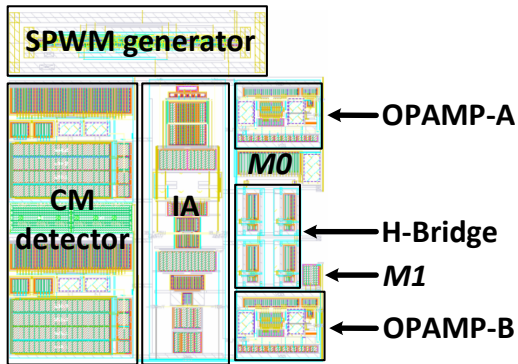 SPWM generator
OPAMP-A
M0
CM
detector
IA
H-Bridge
M1
OPAMP-B